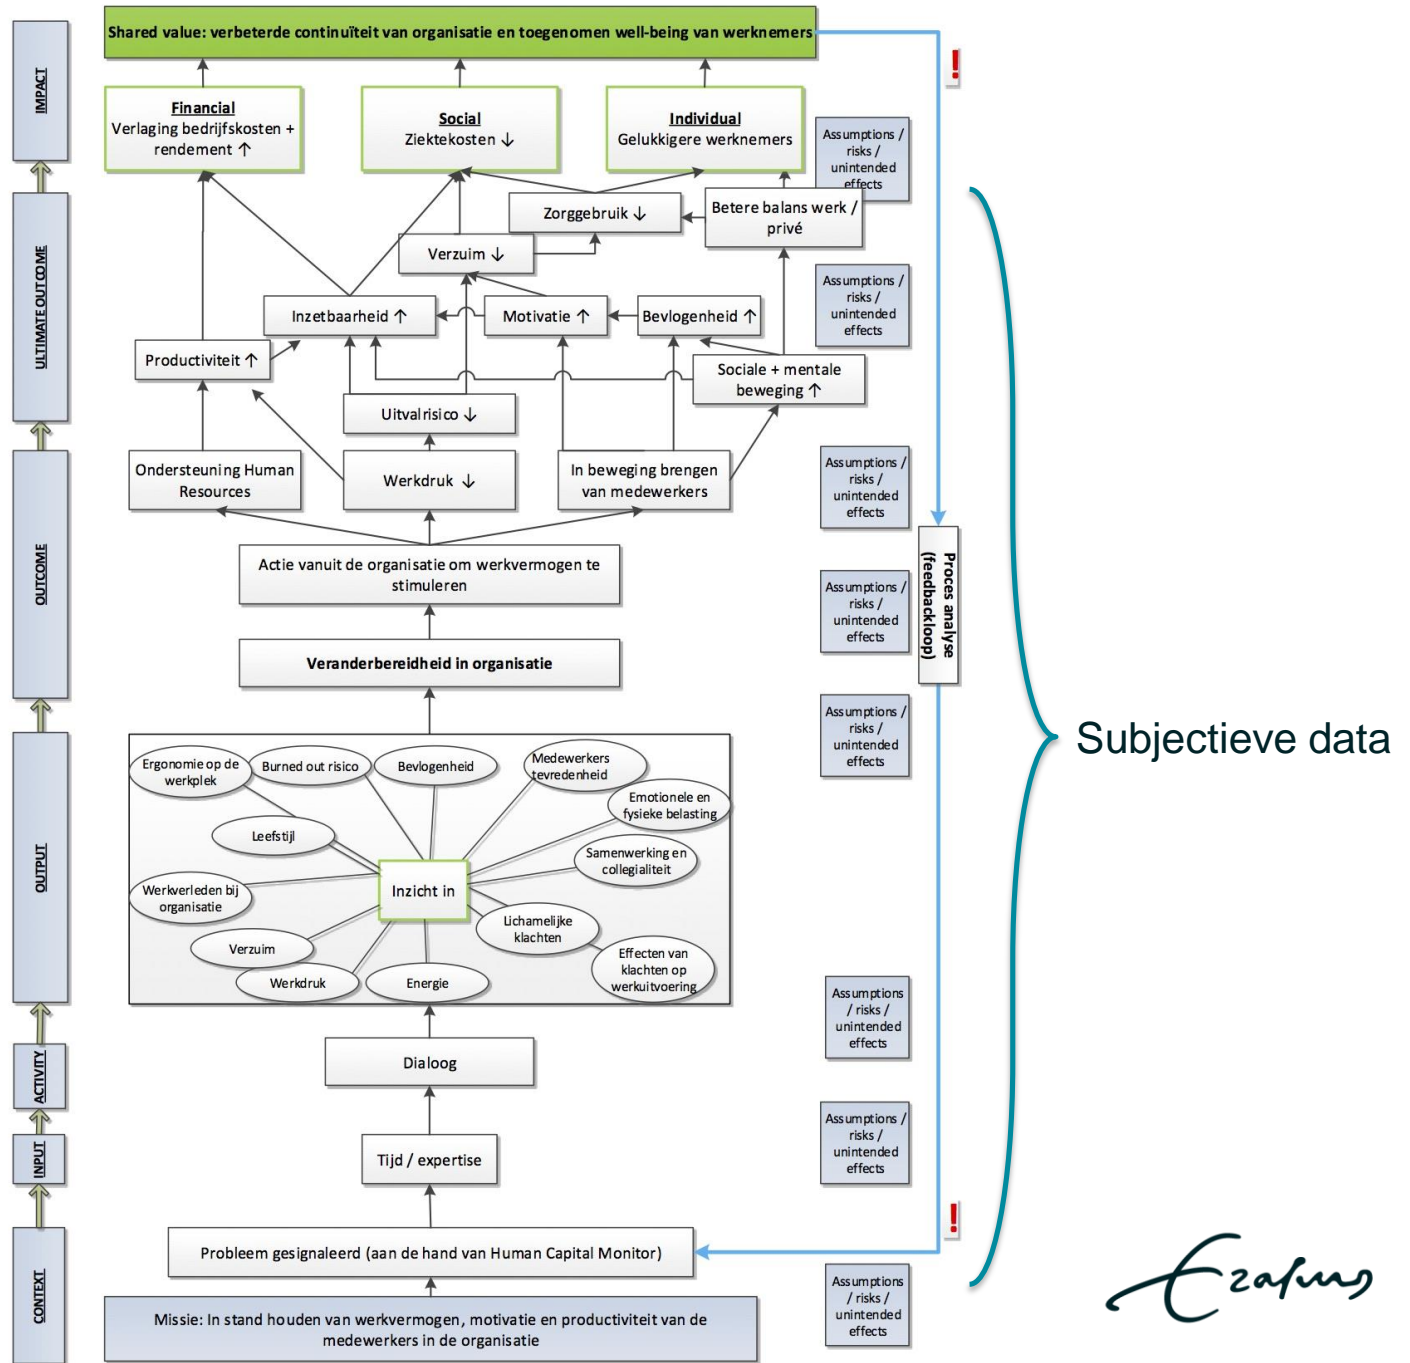 Shared value: verbeterde continuïteit van organisatie en toegenomen well-being van werknemers
!
IMPACT
Financial
Verlaging bedrijfskosten +
rendement ↑
Social
Ziektekosten ↓
Individual
Gelukkigere werknemers
Assumptions /
risks /
unintended
effects
ULTIMATE OUTCOME
Zorggebruik ↓
Betere balans werk /
privé
Verzuim ↓
Assumptions /
risks /
unintended
effects
Inzetbaarheid ↑
Motivatie ↑
Bevlogenheid ↑
Productiviteit ↑
Sociale + mentale
beweging ↑
Uitvalrisico ↓
OUTCOME
Ondersteuning Human
Resources
Werkdruk ↓
In beweging brengen
van medewerkers
Assumptions /
risks /
unintended
effects
Actie vanuit de organisatie om werkvermogen te
stimuleren
Assumptions /
risks /
unintended
effects
Proces analyse
(feedbackloop)
Veranderbereidheid in organisatie
Assumptions /
risks /
unintended
effects
Subjectieve data
OUTPUT
Ergonomie op de
werkplek
Burned out risico
Bevlogenheid
Medewerkers
tevredenheid
Emotionele en
fysieke belasting
Leefstijl
Samenwerking en
collegialiteit
Inzicht in
Werkverleden bij
organisatie
Lichamelijke
klachten
Verzuim
Effecten van
klachten op
werkuitvoering
Werkdruk
Energie
Assumptions
/ risks /
unintended
effects
ACTIVITY
Dialoog
INPUT
Tijd / expertise
Assumptions /
risks /
unintended
effects
!
CONTEXT
Probleem gesignaleerd (aan de hand van Human Capital Monitor)
Missie: In stand houden van werkvermogen, motivatie en productiviteit van de
medewerkers in de organisatie
Assumptions
/ risks /
unintended
effects
Erasmus